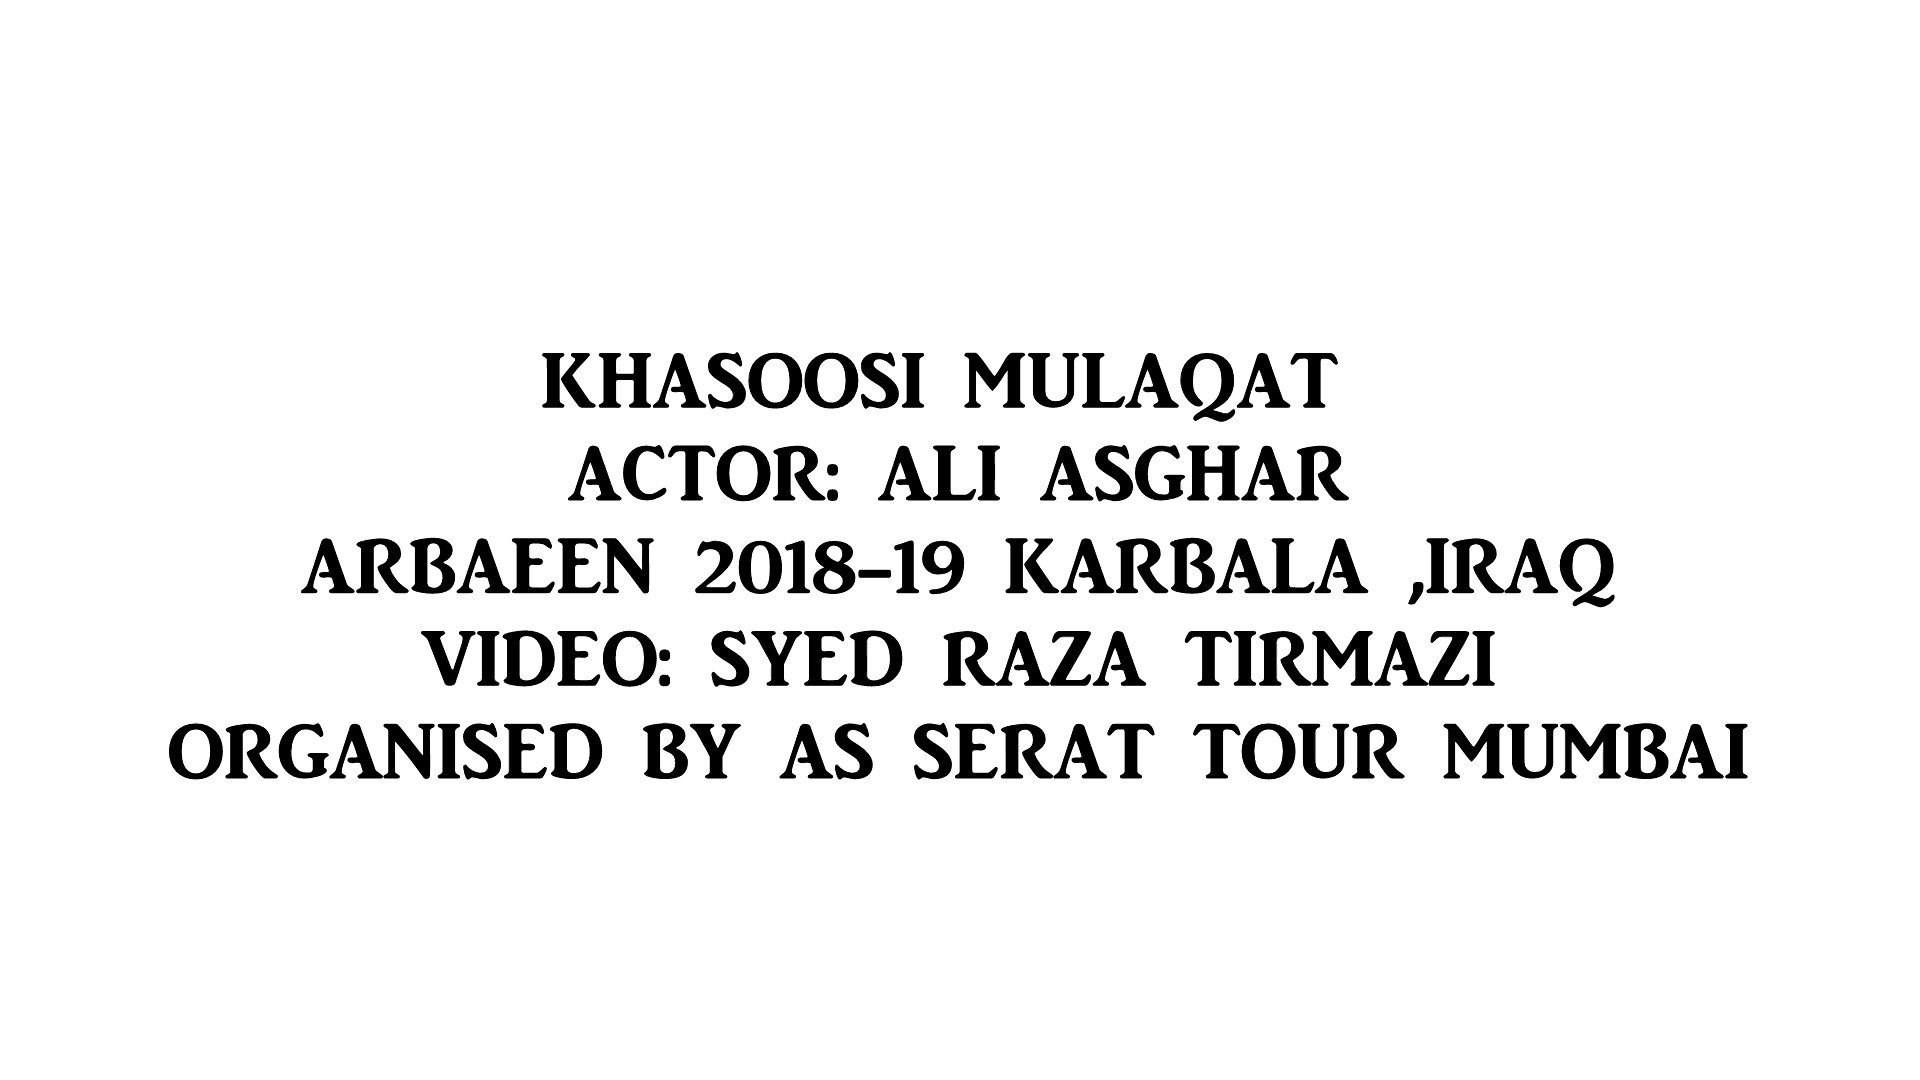 KHASOOSI MULAQAT
ACTOR: ALI ASGHAR
ARBAEEN 2018-19 KARBALA ,IRAQ
VIDEO: SYED RAZA TIRMAZI
ORGANISED BY AS SERAT TOUR MUMBAI